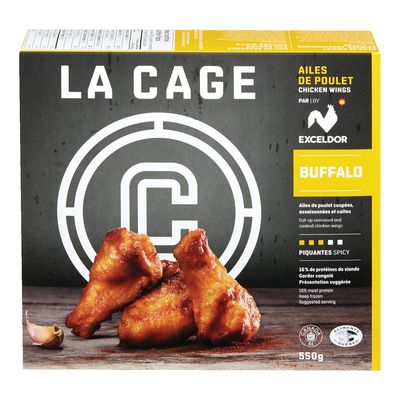 LA CAGE
C
AILES
DE POULET
CHICKEN WINGS
PAR | BY
EXCELDOR
BUFFALO
Ailes de poulet coupées,
assaisonnées et cuites
Cut-up seasoned and
cooked chicken wings
PIQUANTES SPICY
16 % de protéines de viande
Garder congelé
Présentation suggérée
16% meat protein
Keep frozen
Suggested serving
CANADA
550g